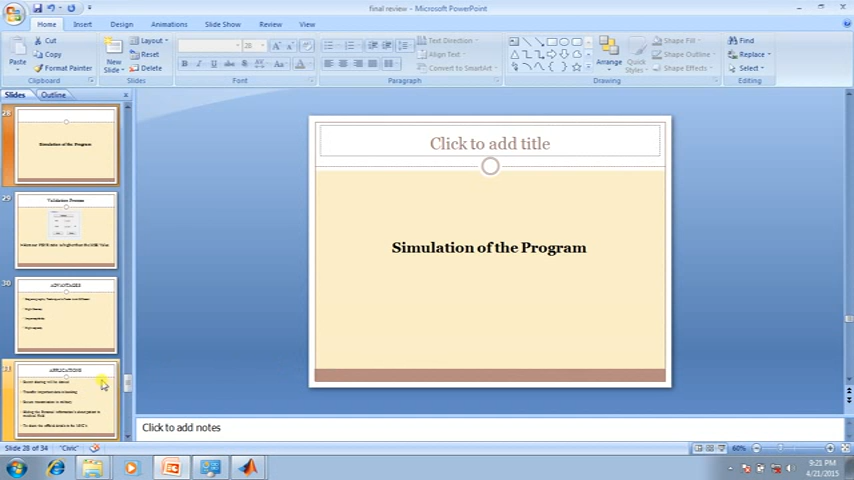 final review - Microsoft PowerPoint
Home Insert Design Animations Slide Show Review View
Paste
Cut
Copy
Format Painter
Clipboard
New
Slide
Layout
Reset
Delete
Slides
28
B I U abc S AV Aa A
Font
Text Direction
Align Text
Convert to SmartArt
Paragraph
Arrange
Quick
Styles
Shape Fill
Shape Outline
Shape Effects
Drawing
Find
Replace
Select
Editing
Slides Outline
28
Simulation of the Program
29
Validation Process
30
ADVANTAGES
31
APPLICATIONS
Click to add title
Simulation of the Program
Click to add notes
Slide 28 of 34
"Civic"
60%
9:21 PM
4/21/2015